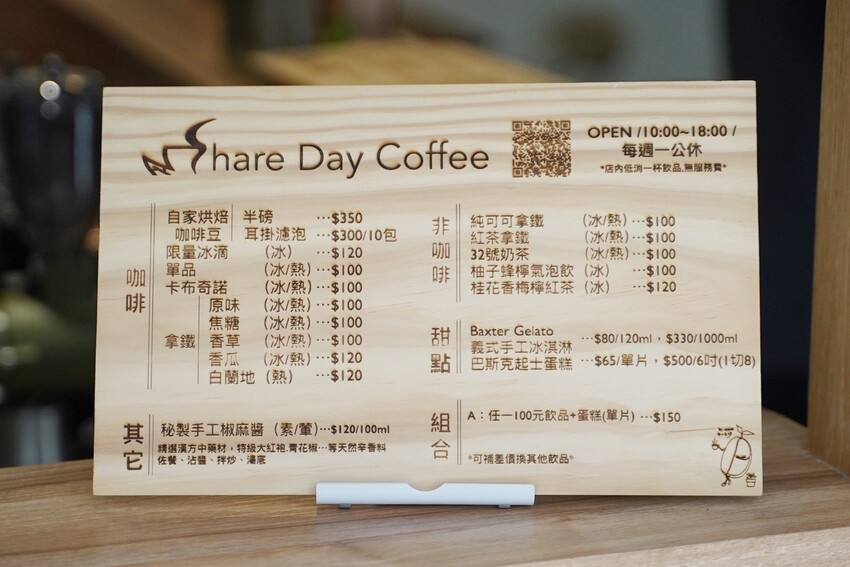 Share Day Coffee
OPEN /10:00~18:00 /
每週一公休
*店內低消一杯飲品,無服務費*
咖啡
自家烘焙 半磅 …$350
咖啡豆 耳掛濾泡 …$300/10包
限量冰滴 (冰) …$120
單品 (冰/熱) …$100
卡布奇諾 (冰/熱) …$100
拿鐵
原味 (冰/熱) …$100
焦糖 (冰/熱) …$100
香草 (冰/熱) …$100
香瓜 (冰/熱) …$120
白蘭地 (熱) …$120
其它
秘製手工椒麻醬 (素/葷)…$120/100ml
精選漢方中藥材，特級大紅袍.青花椒…等天然辛香料
佐餐、沾醬、拌炒、湯底
非咖啡
純可可拿鐵 (冰/熱)…$100
紅茶拿鐵 (冰/熱)…$100
32號奶茶 (冰/熱)…$100
柚子蜂檸氣泡飲 (冰) …$100
桂花香梅檸紅茶 (冰) …$120
甜點
Baxter Gelato
義式手工冰淇淋 …$80/120ml，$330/1000ml
巴斯克起士蛋糕 …$65/單片，$500/6吋(1切8)
組合
A：任一100元飲品+蛋糕(單片) …$150
*可補差價換其他飲品*